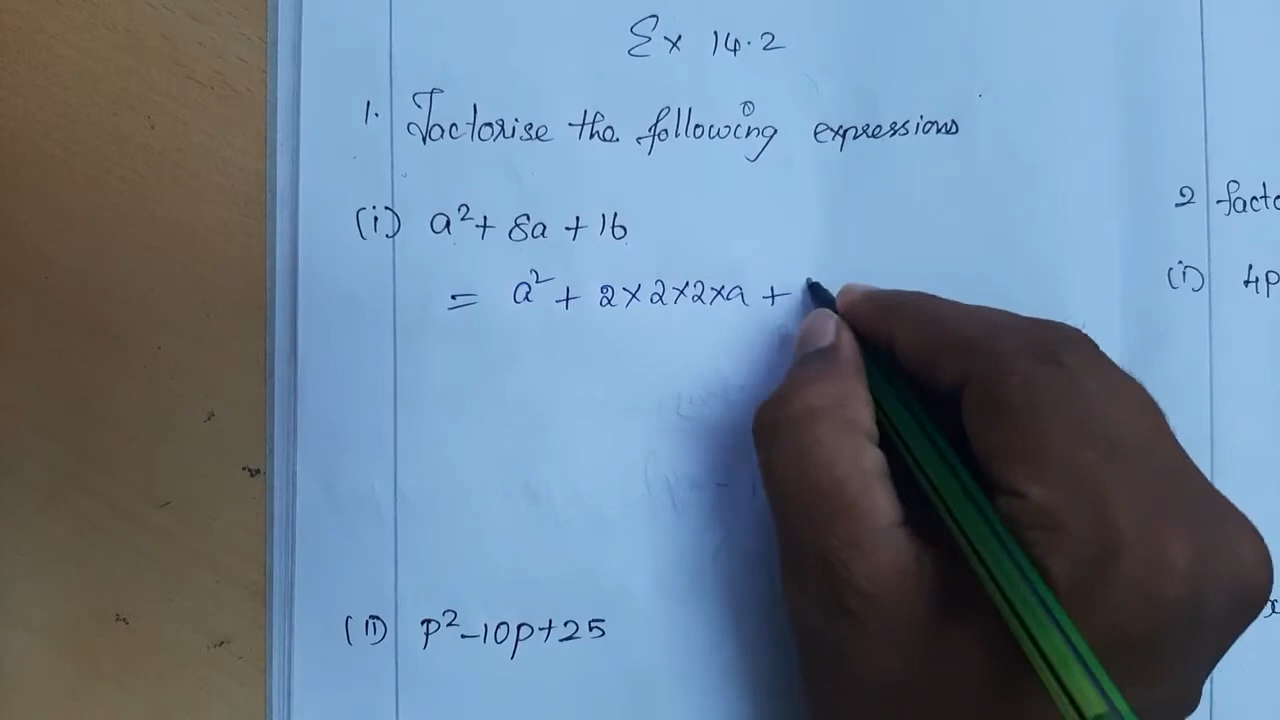 Ex 14.2
1. Factorise the following expressions
(i) a²+ 8a + 16
= a² + 2×2×2×a +
(ii) p²-10p+25
2
(i) 4p